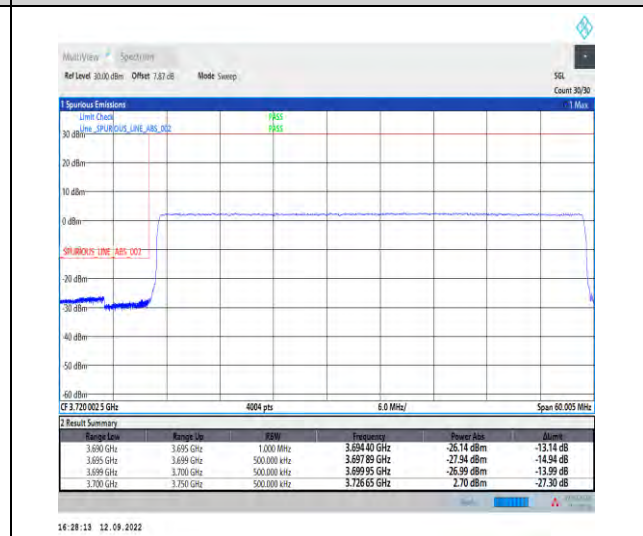 MultiView Spectrum
Ref Level 30.00 dBm Offset 7.87 dB Mode Sweep SGL
Count 30/30
1 Spurious Emissions 1 Max
Limit Check PASS
Line _SPURIOUS_LINE_ABS_002 PASS
30 dBm
20 dBm
10 dBm
0 dBm
SPURIOUS_LINE_ABS_002
-20 dBm
-30 dBm
-40 dBm
-50 dBm
-60 dBm
CF 3.720 002 5 GHz 4004 pts 6.0 MHz/ Span 60.005 MHz
2 Result Summary
Range Low Range Up RBW Frequency Power Abs ΔLimit
3.690 GHz 3.695 GHz 1.000 MHz 3.694 40 GHz -26.14 dBm -13.14 dB
3.695 GHz 3.699 GHz 500.000 kHz 3.697 89 GHz -27.94 dBm -14.94 dB
3.699 GHz 3.700 GHz 500.000 kHz 3.699 95 GHz -26.99 dBm -13.99 dB
3.700 GHz 3.750 GHz 500.000 kHz 3.726 65 GHz 2.70 dBm -27.30 dB
16:28:13 12.09.2022